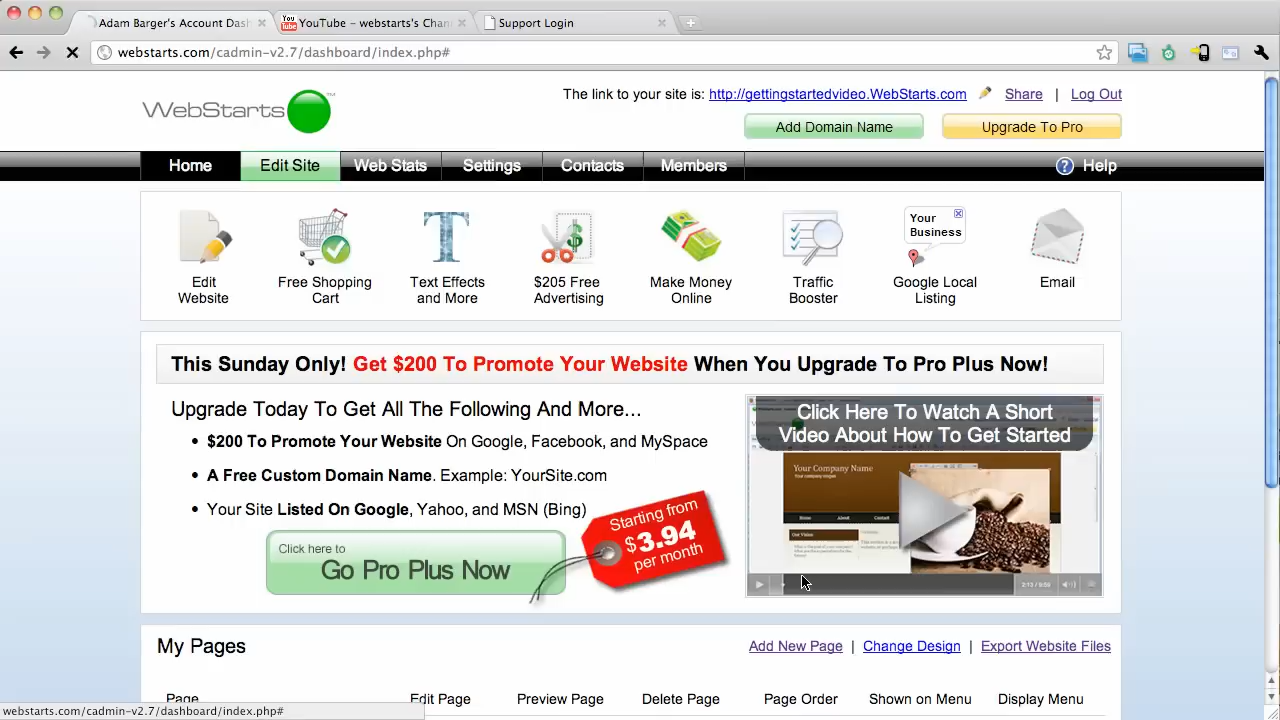 Adam Barger's Account Das
YouTube – webstarts's Chan
Support Login
webstarts.com/cadmin-v2.7/dashboard/index.php#
WebStarts
The link to your site is: http://gettingstartedvideo.WebStarts.com
Share | Log Out
Add Domain Name
Upgrade To Pro
Home
Edit Site
Web Stats
Settings
Contacts
Members
? Help
Your
Business
Edit
Website
Free Shopping
Cart
Text Effects
and More
$205 Free
Advertising
Make Money
Online
Traffic
Booster
Google Local
Listing
Email
This Sunday Only! Get $200 To Promote Your Website When You Upgrade To Pro Plus Now!
Upgrade Today To Get All The Following And More...
• $200 To Promote Your Website On Google, Facebook, and MySpace
• A Free Custom Domain Name. Example: YourSite.com
• Your Site Listed On Google, Yahoo, and MSN (Bing)
Click here to
Go Pro Plus Now
Starting from
$3.94
per month
Click Here To Watch A Short
Video About How To Get Started
Your Company Name
Your company slogan
Home
About
Contact
Our Video
My Pages
Add New Page | Change Design | Export Website Files
Page
Edit Page
Preview Page
Delete Page
Page Order
Shown on Menu
Display Menu
webstarts.com/cadmin-v2.7/dashboard/index.php#